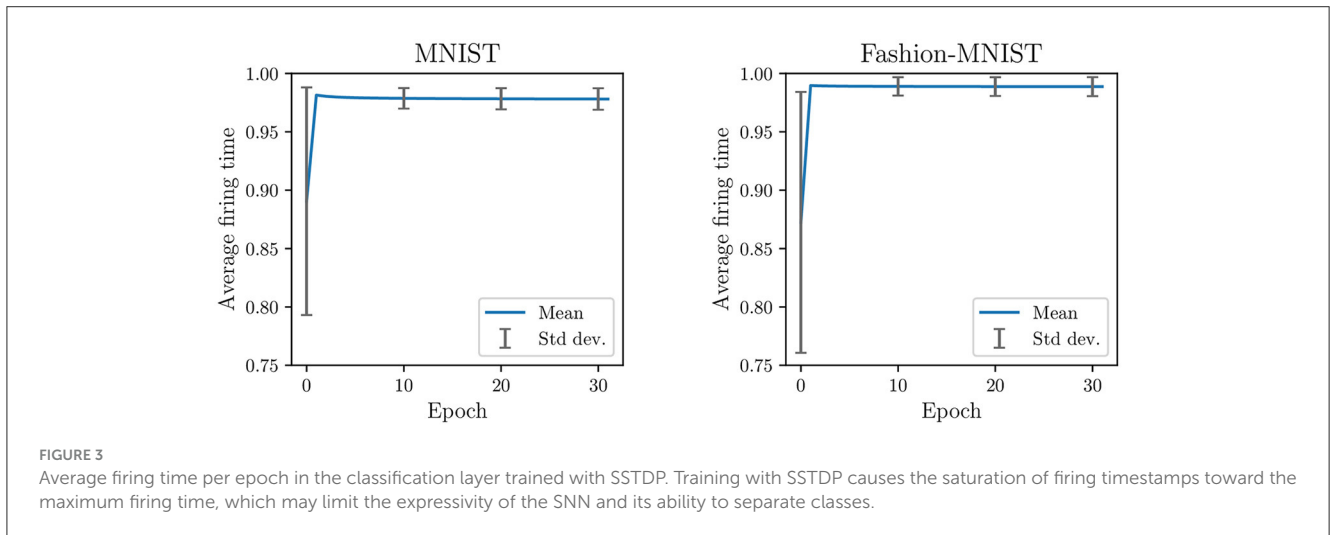 MNIST
1.00
0.95
0.90
0.85
0.80
0.75
Average firing time
Mean
Std dev.
0
10
20
30
Epoch
Fashion-MNIST
1.00
0.95
0.90
0.85
0.80
0.75
Average firing time
Mean
Std dev.
0
10
20
30
Epoch
FIGURE 3
Average firing time per epoch in the classification layer trained with SSTDP. Training with SSTDP causes the saturation of firing timestamps toward the
maximum firing time, which may limit the expressivity of the SNN and its ability to separate classes.